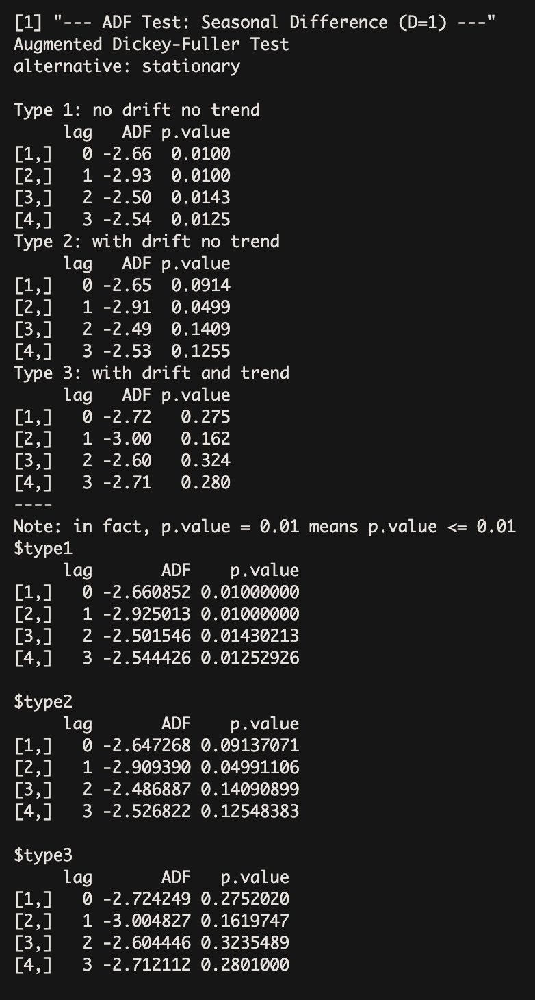 [1] "--- ADF Test: Seasonal Difference (D=1) ---"
Augmented Dickey-Fuller Test
alternative: stationary

Type 1: no drift no trend
     lag   ADF p.value
[1,]   0 -2.66  0.0100
[2,]   1 -2.93  0.0100
[3,]   2 -2.50  0.0143
[4,]   3 -2.54  0.0125
Type 2: with drift no trend
     lag   ADF p.value
[1,]   0 -2.65  0.0914
[2,]   1 -2.91  0.0499
[3,]   2 -2.49  0.1409
[4,]   3 -2.53  0.1255
Type 3: with drift and trend
     lag   ADF p.value
[1,]   0 -2.72   0.275
[2,]   1 -3.00   0.162
[3,]   2 -2.60   0.324
[4,]   3 -2.71   0.280
----
Note: in fact, p.value = 0.01 means p.value <= 0.01
$type1
     lag       ADF    p.value
[1,]   0 -2.660852 0.01000000
[2,]   1 -2.925013 0.01000000
[3,]   2 -2.501546 0.01430213
[4,]   3 -2.544426 0.01252926

$type2
     lag       ADF    p.value
[1,]   0 -2.647268 0.09137071
[2,]   1 -2.909390 0.04991106
[3,]   2 -2.486887 0.14090899
[4,]   3 -2.526822 0.12548383

$type3
     lag       ADF   p.value
[1,]   0 -2.724249 0.2752020
[2,]   1 -3.004827 0.1619747
[3,]   2 -2.604446 0.3235489
[4,]   3 -2.712112 0.2801000